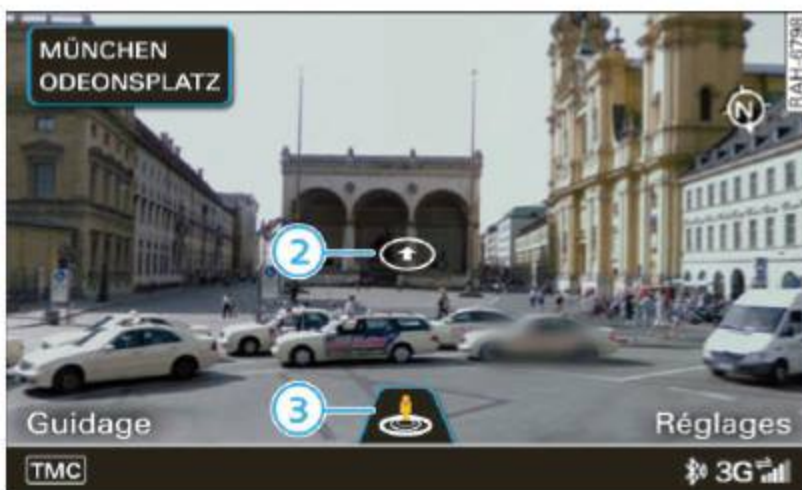 MÜNCHEN
ODEONSPLATZ
RAH-6798
N
2
3
Guidage
Réglages
TMC
3G